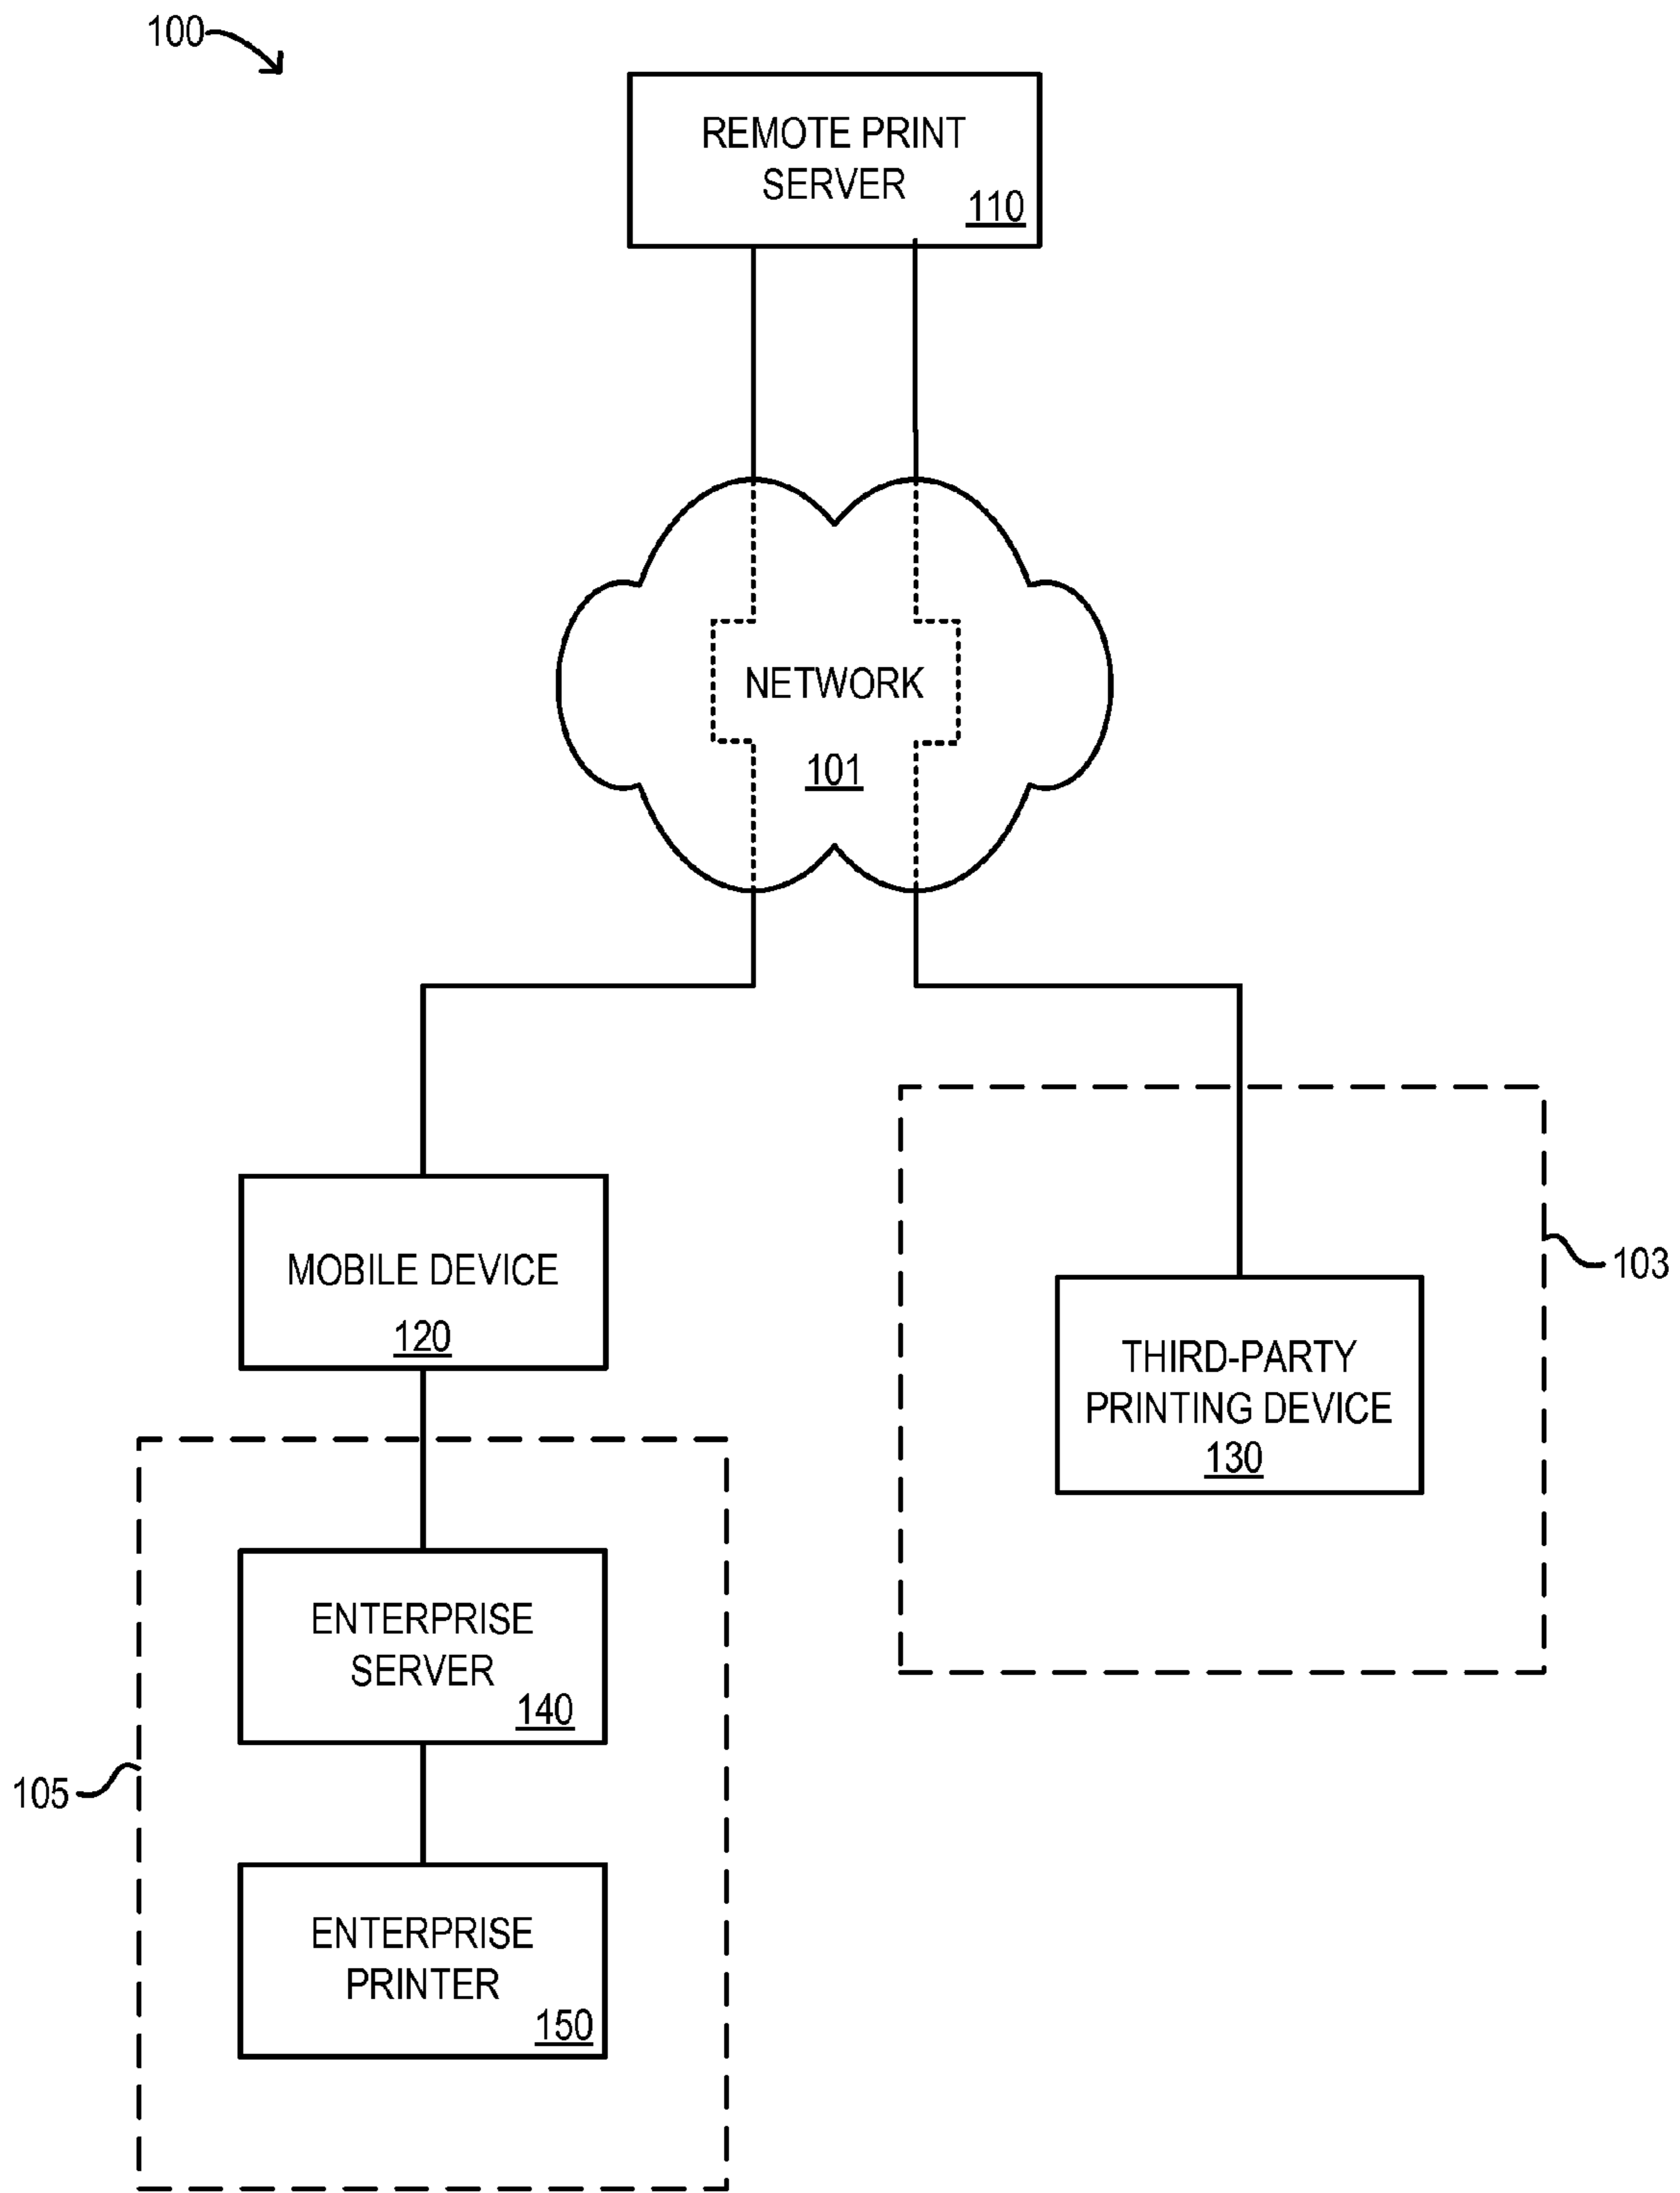 100
REMOTE PRINT
SERVER
110
NETWORK
101
MOBILE DEVICE
120
103
THIRD-PARTY
PRINTING DEVICE
130
ENTERPRISE
SERVER
140
105
ENTERPRISE
PRINTER
150